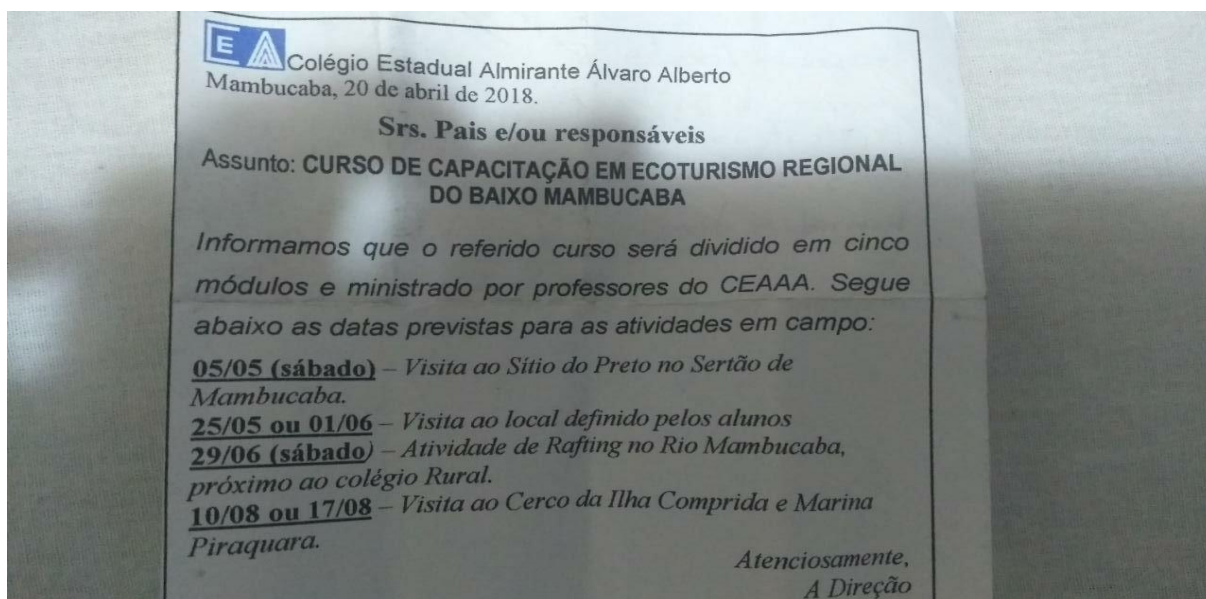 EA Colégio Estadual Almirante Álvaro Alberto
Mambucaba, 20 de abril de 2018.
Srs. Pais e/ou responsáveis
Assunto: CURSO DE CAPACITAÇÃO EM ECOTURISMO REGIONAL
DO BAIXO MAMBUCABA
Informamos que o referido curso será dividido em cinco
módulos e ministrado por professores do CEAAA. Segue
abaixo as datas previstas para as atividades em campo:
05/05 (sábado) – Visita ao Sítio do Preto no Sertão de
Mambucaba.
25/05 ou 01/06 – Visita ao local definido pelos alunos
29/06 (sábado) – Atividade de Rafting no Rio Mambucaba,
próximo ao colégio Rural.
10/08 ou 17/08 – Visita ao Cerco da Ilha Comprida e Marina
Piraquara.
Atenciosamente,
A Direção